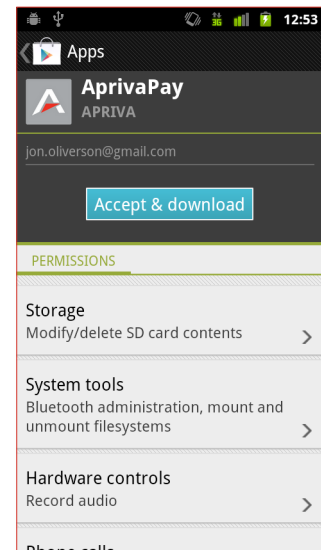 3G 12:53
Apps
AprivaPay
APRIVA
jon.oliverson@gmail.com
Accept & download
PERMISSIONS
Storage
Modify/delete SD card contents
System tools
Bluetooth administration, mount and
unmount filesystems
Hardware controls
Record audio
Phone calls